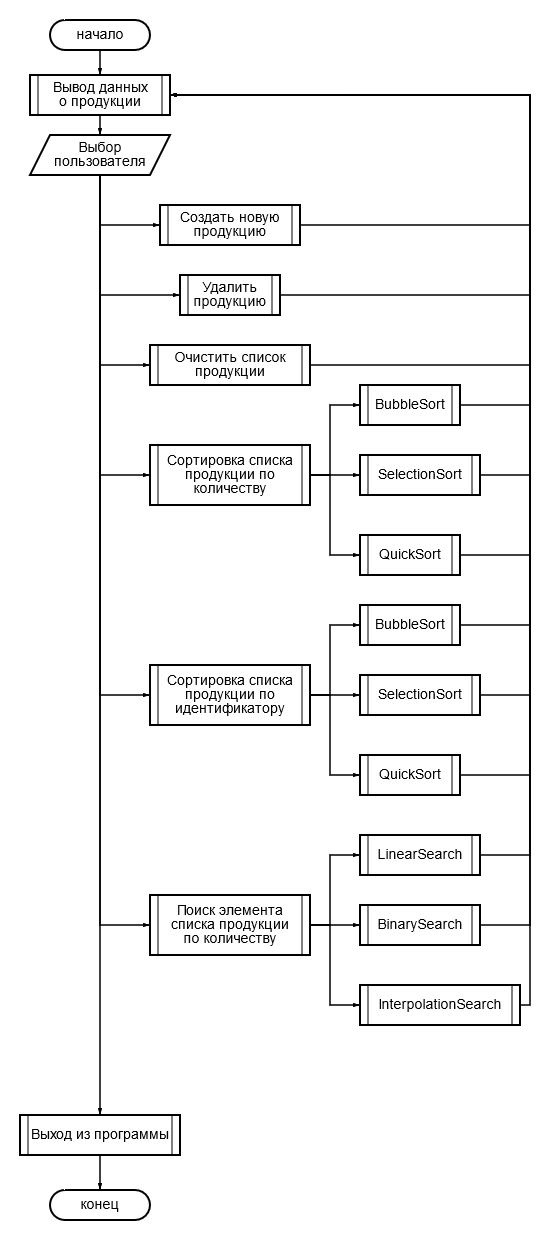 начало
Вывод данных
о продукции
Выбор
пользователя
Создать новую
продукцию
Удалить
продукцию
Очистить список
продукции
BubbleSort
Сортировка списка
продукции по
количеству
SelectionSort
QuickSort
BubbleSort
Сортировка списка
продукции по
идентификатору
SelectionSort
QuickSort
LinearSearch
Поиск элемента
списка продукции
по количеству
BinarySearch
InterpolationSearch
Выход из программы
конец